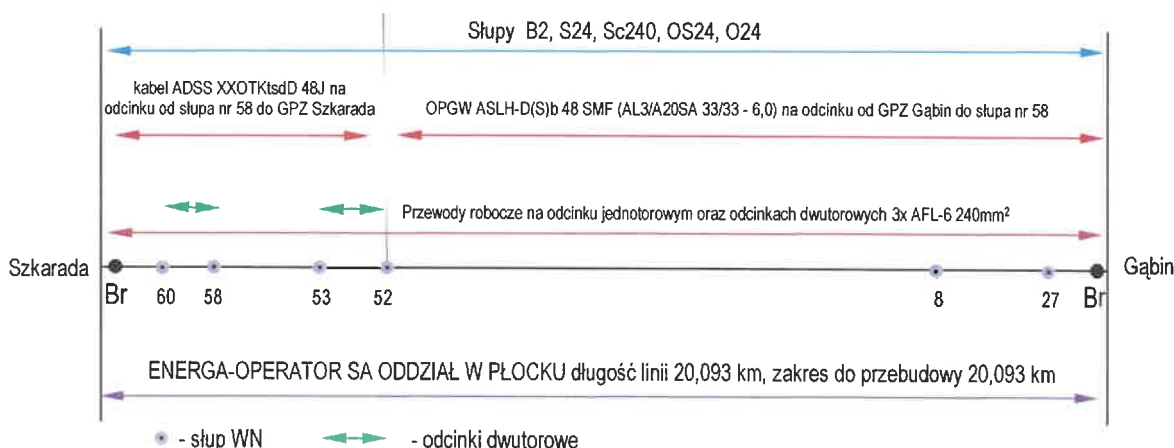 Słupy B2, S24, Sc240, OS24, O24
kabel ADSS XXOTKtsdD 48J na
odcinku od słupa nr 58 do GPZ Szkarada
OPGW ASLH-D(S)b 48 SMF (AL3/A20SA 33/33 - 6,0) na odcinku od GPZ Gąbin do słupa nr 58
Przewody robocze na odcinku jednotorowym oraz odcinkach dwutorowych 3x AFL-6 240mm²
Szkarada
Gąbin
Br 60 58 53 52 8 27 Br
ENERGA-OPERATOR SA ODDZIAŁ W PŁOCKU długość linii 20,093 km, zakres do przebudowy 20,093 km
- słup WN - odcinki dwutorowe